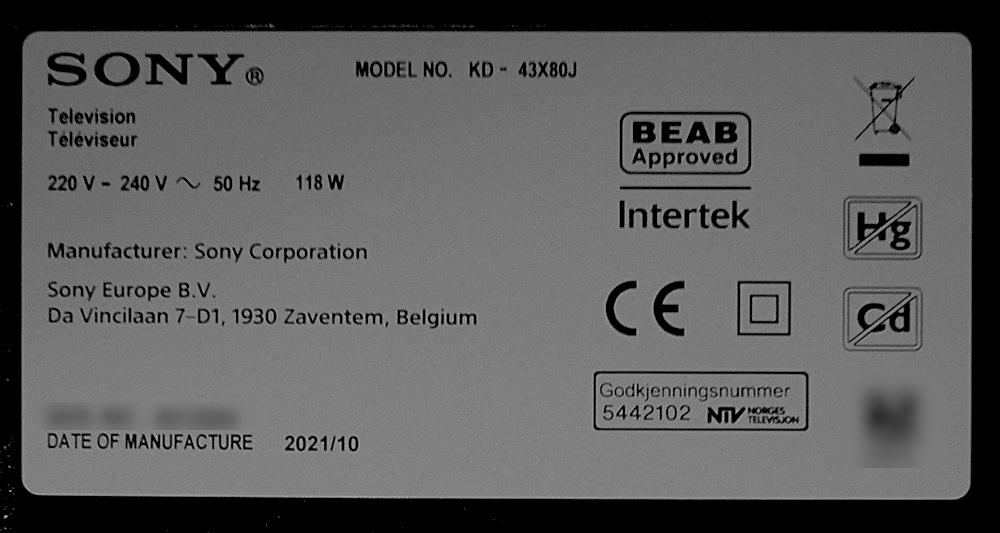 SONY®
MODEL NO. KD - 43X80J
Television
Téléviseur
220 V - 240 V ~ 50 Hz 118 W
BEAB
Approved
Intertek
Manufacturer: Sony Corporation
Sony Europe B.V.
Da Vincilaan 7-D1, 1930 Zaventem, Belgium
Hg
CE
Cd
Godkjenningsnummer
5442102 NTV NORGES
TELEVISJON
DATE OF MANUFACTURE 2021/10